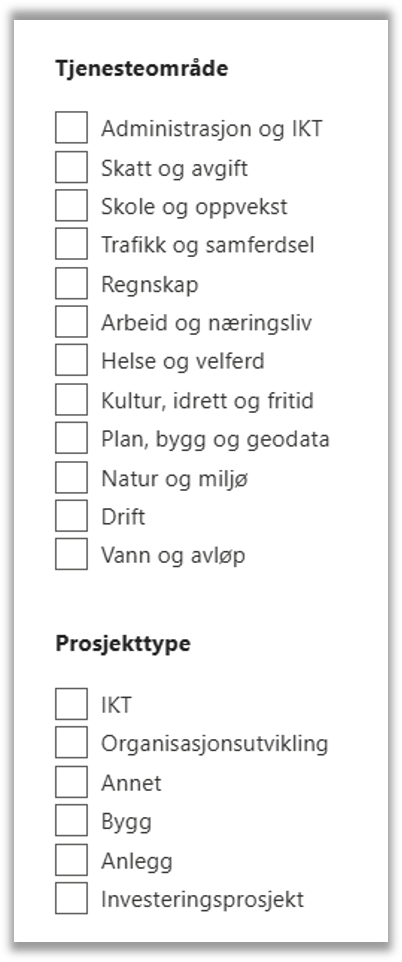 Tjenesteområde
Administrasjon og IKT
Skatt og avgift
Skole og oppvekst
Trafikk og samferdsel
Regnskap
Arbeid og næringsliv
Helse og velferd
Kultur, idrett og fritid
Plan, bygg og geodata
Natur og miljø
Drift
Vann og avløp
Prosjekttype
IKT
Organisasjonsutvikling
Annet
Bygg
Anlegg
Investeringsprosjekt